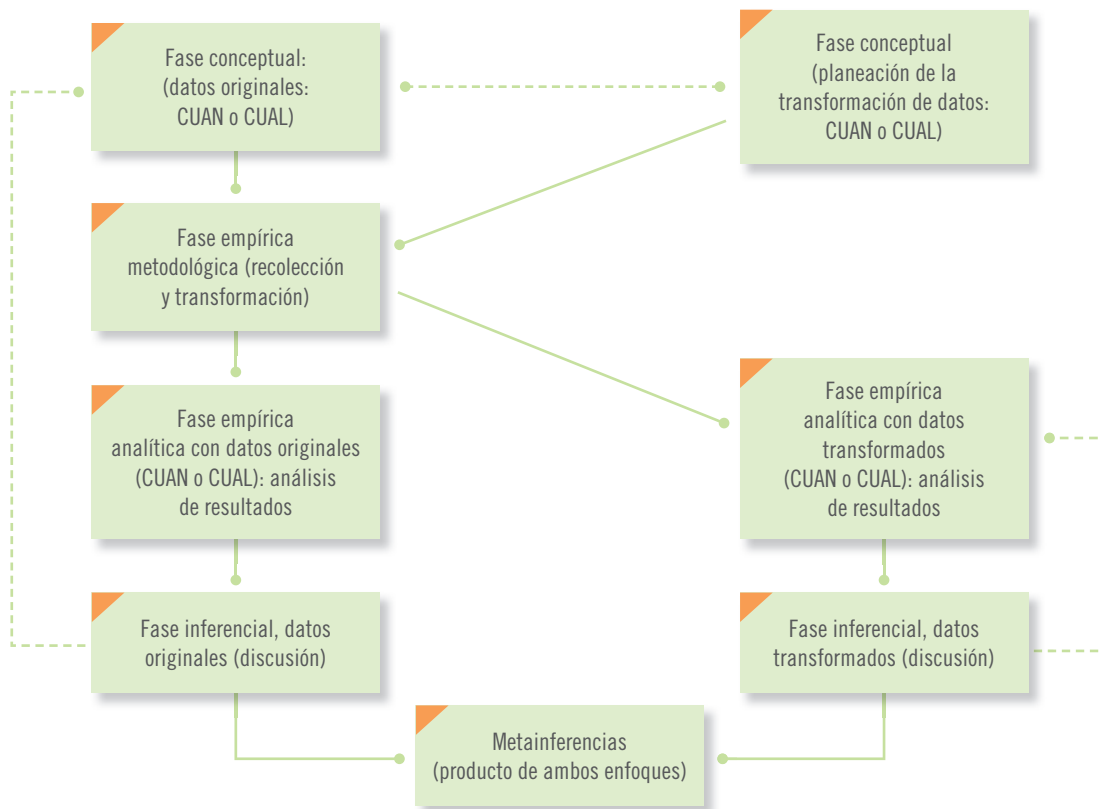 Fase conceptual:
(datos originales:
CUAN o CUAL)
Fase conceptual
(planeación de la
transformación de datos:
CUAN o CUAL)
Fase empírica
metodológica (recolección
y transformación)
Fase empírica
analítica con datos originales
(CUAN o CUAL): análisis
de resultados
Fase empírica
analítica con datos
transformados
(CUAN o CUAL): análisis
de resultados
Fase inferencial, datos
originales (discusión)
Fase inferencial, datos
transformados (discusión)
Metainferencias
(producto de ambos enfoques)